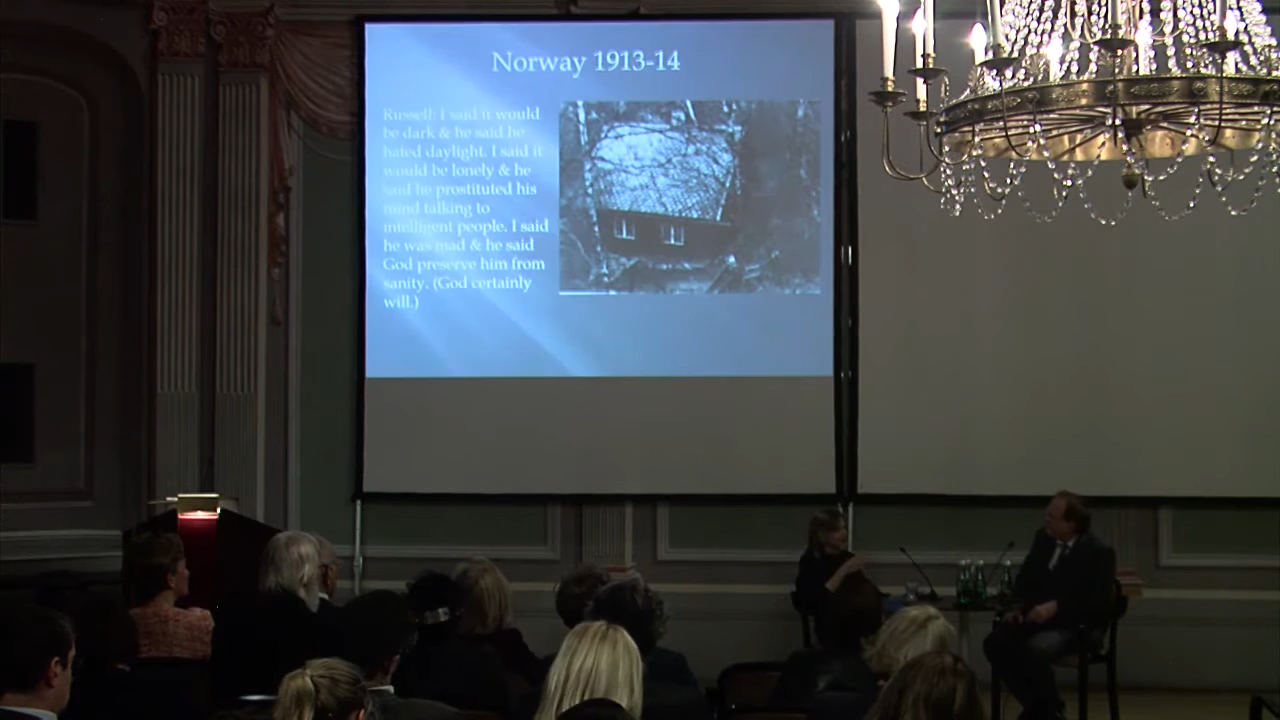 Norway 1913-14
Russell: I said it would
be dark & he said he
hated daylight. I said it
would be lonely & he
said he prostituted his
mind talking to
intelligent people. I said
he was mad & he said
God preserve him from
sanity. (God certainly
will.)